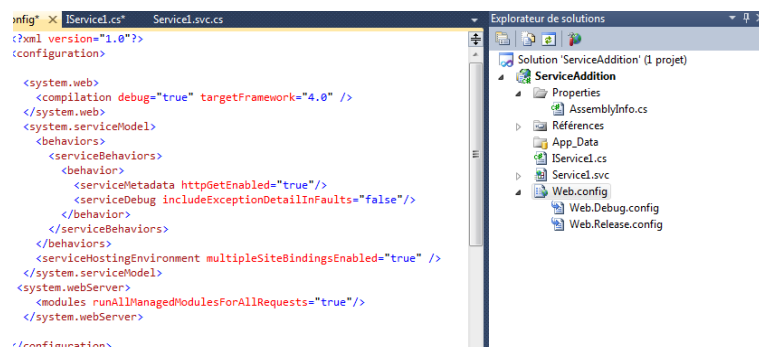 nfig* × IService1.cs* Service1.svc.cs
<?xml version="1.0"?>
<configuration>
<system.web>
<compilation debug="true" targetFramework="4.0" />
</system.web>
<system.serviceModel>
<behaviors>
<serviceBehaviors>
<behavior>
<serviceMetadata httpGetEnabled="true"/>
<serviceDebug includeExceptionDetailInFaults="false"/>
</behavior>
</serviceBehaviors>
</behaviors>
<serviceHostingEnvironment multipleSiteBindingsEnabled="true" />
</system.serviceModel>
<system.webServer>
<modules runAllManagedModulesForAllRequests="true"/>
</system.webServer>
</configuration>
Explorateur de solutions
Solution 'ServiceAddition' (1 projet)
ServiceAddition
Properties
AssemblyInfo.cs
Références
App_Data
IService1.cs
Service1.svc
Web.config
Web.Debug.config
Web.Release.config